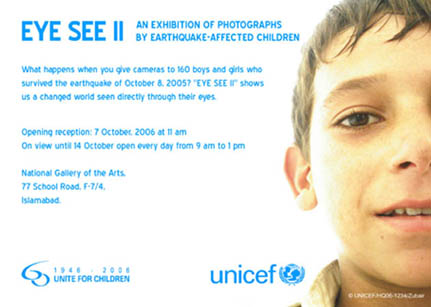 EYE SEE II
AN EXHIBITION OF PHOTOGRAPHS
BY EARTHQUAKE-AFFECTED CHILDREN
What happens when you give cameras to 160 boys and girls who
survived the earthquake of October 8, 2005? "EYE SEE II" shows
us a changed world seen directly through their eyes.
Opening reception: 7 October, 2006 at 11 am
On view until 14 October open every day from 9 am to 1 pm
National Gallery of the Arts,
77 School Road, F-7/4,
Islamabad.
1946 - 2006
UNITE FOR CHILDREN
unicef
© UNICEF/HQ06-1234/Zubair